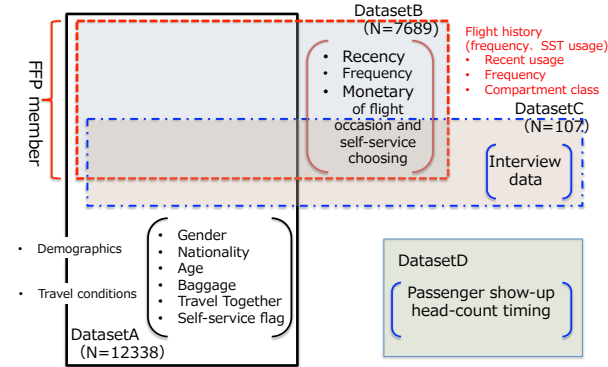 DatasetB
(N=7689)
FFP member
• Recency
• Frequency
• Monetary
of flight
occasion and
self-service
choosing
Flight history
(frequency、SST usage)
• Recent usage
• Frequency
• Compartment class
DatasetC
(N=107)
Interview
data
• Demographics
• Travel conditions
• Gender
• Nationality
• Age
• Baggage
• Travel Together
• Self-service flag
DatasetA
(N=12338)
DatasetD
Passenger show-up
head-count timing